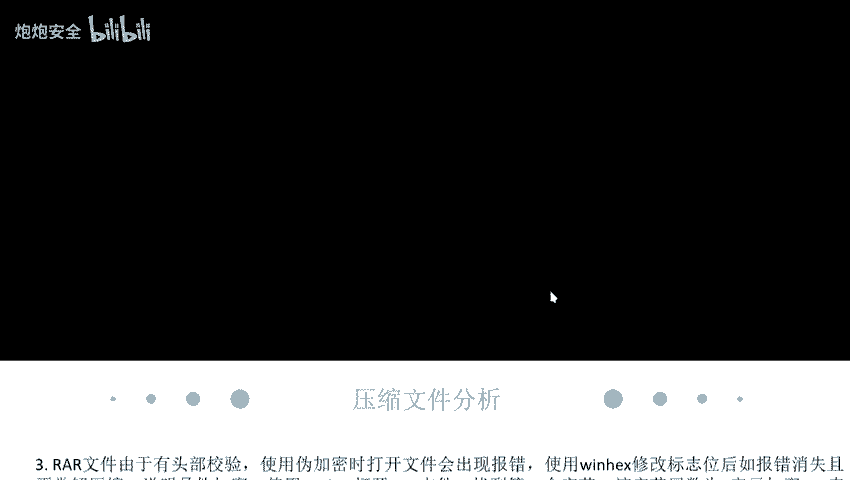 炮炮安全 bilibili
压缩文件分析
3. RAR文件由于有头部校验，使用伪加密时打开文件会出现报错，使用winhex修改标志位后如报错消失且